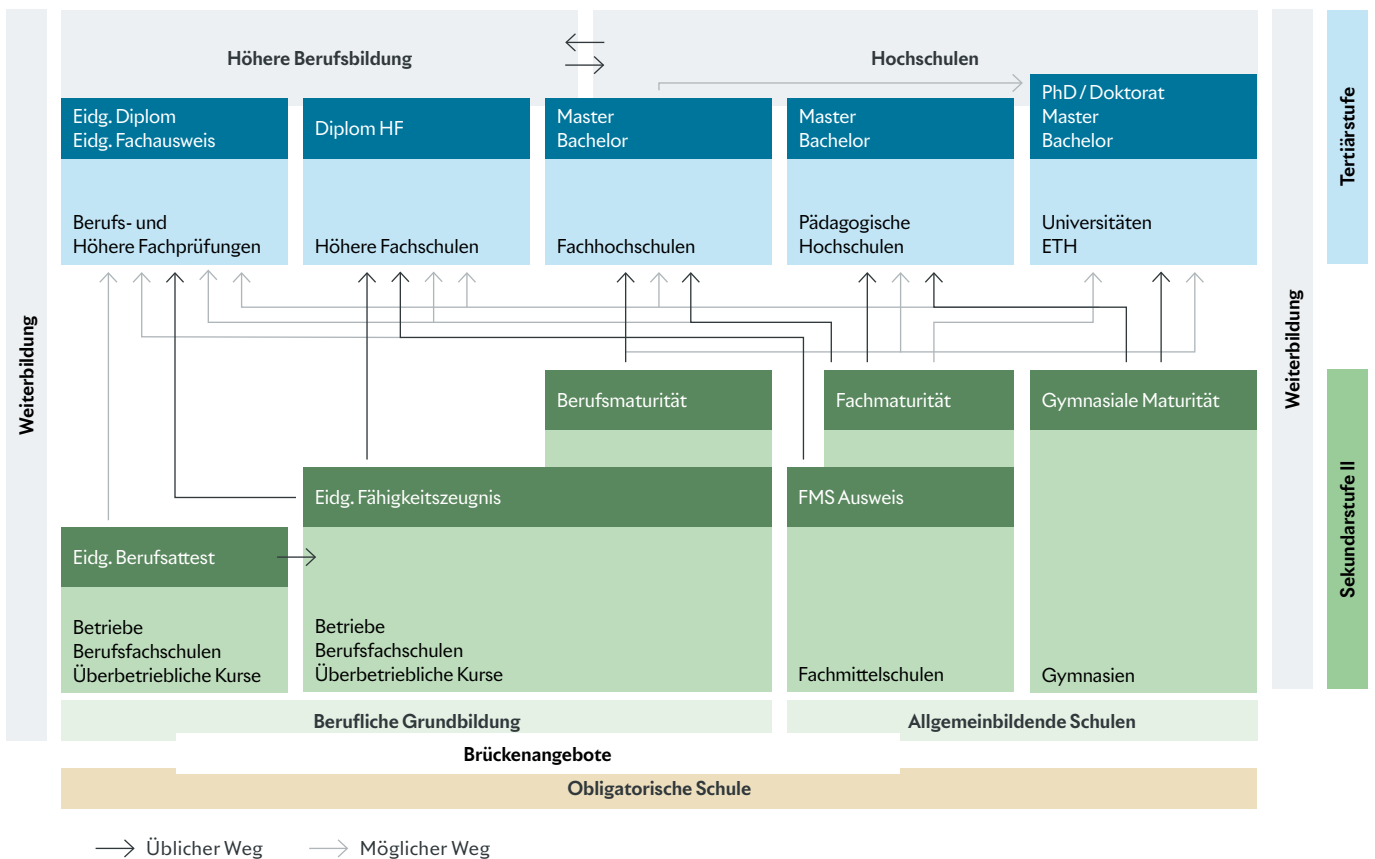 Höhere Berufsbildung
Hochschulen
Eidg. Diplom
Eidg. Fachausweis
Diplom HF
Master
Bachelor
Master
Bachelor
PhD / Doktorat
Master
Bachelor
Berufs- und
Höhere Fachprüfungen
Höhere Fachschulen
Fachhochschulen
Pädagogische
Hochschulen
Universitäten
ETH
Tertiärstufe
Weiterbildung
Weiterbildung
Berufsmaturität
Fachmaturität
Gymnasiale Maturität
Eidg. Fähigkeitszeugnis
FMS Ausweis
Eidg. Berufsattest
Sekundarstufe II
Betriebe
Berufsfachschulen
Überbetriebliche Kurse
Betriebe
Berufsfachschulen
Überbetriebliche Kurse
Fachmittelschulen
Gymnasien
Berufliche Grundbildung
Allgemeinbildende Schulen
Brückenangebote
Obligatorische Schule
Üblicher Weg
Möglicher Weg